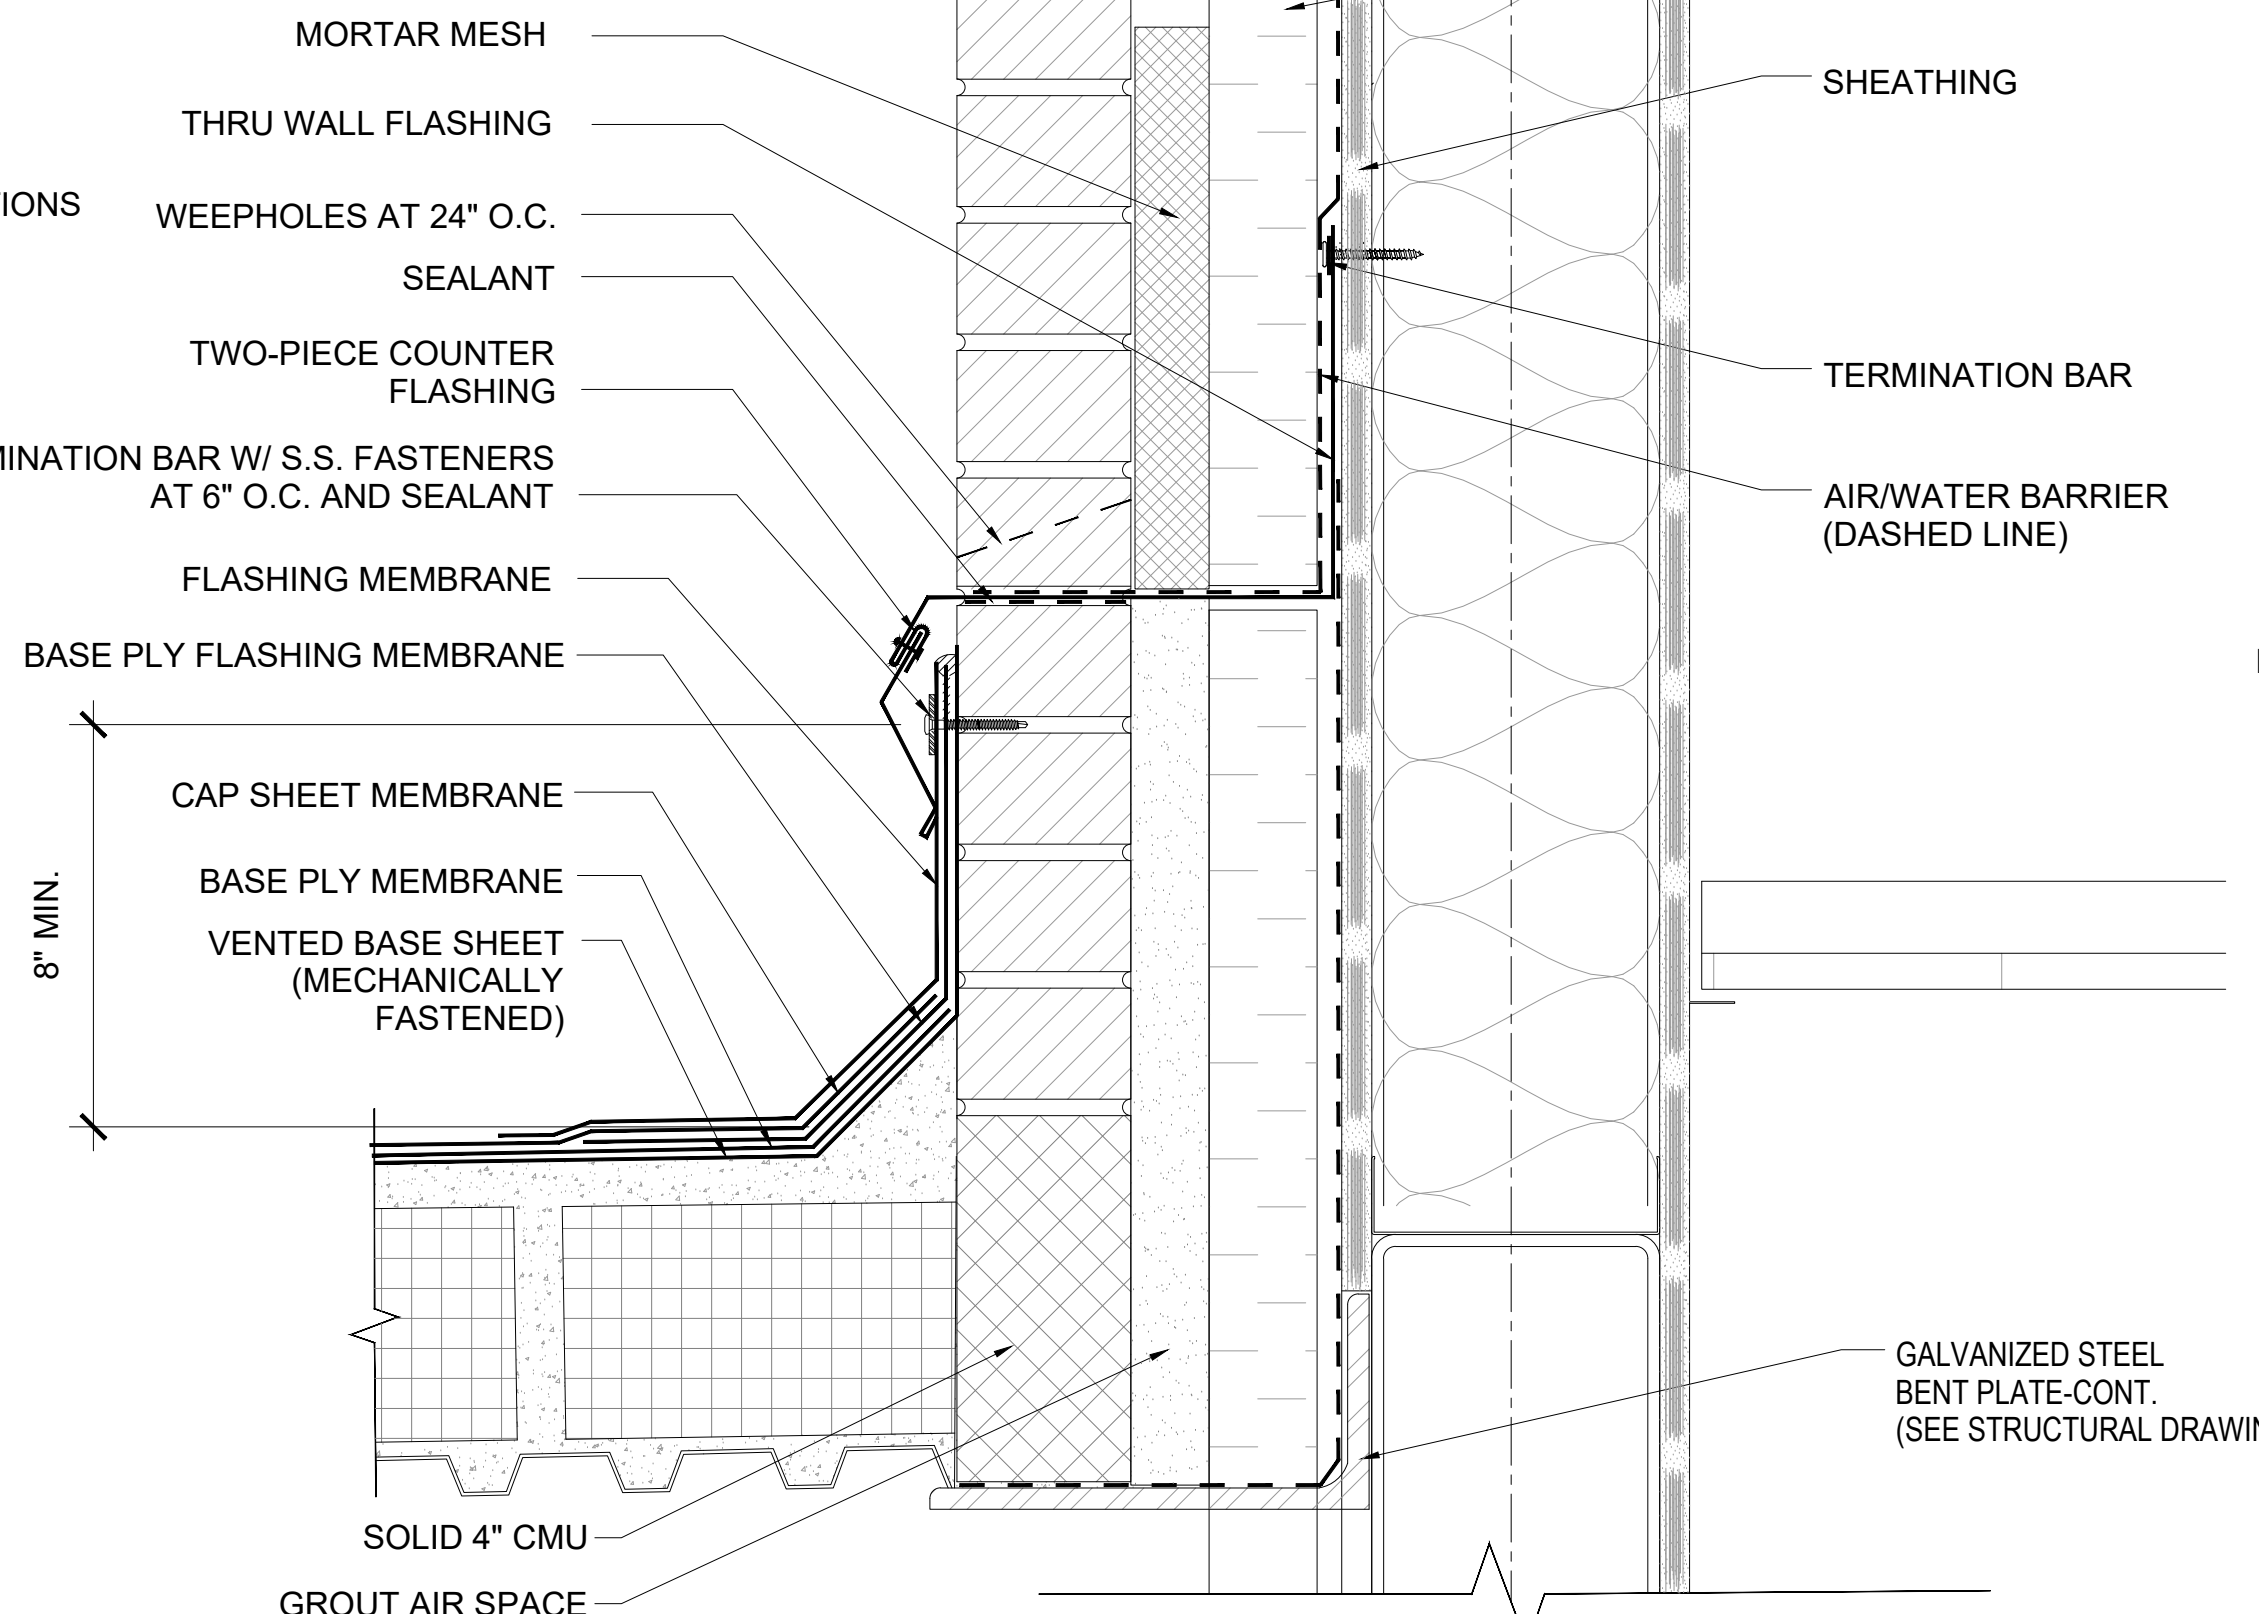 MORTAR MESH
THRU WALL FLASHING
WEEPHOLES AT 24" O.C.
SEALANT
TWO-PIECE COUNTER
FLASHING
AT 6" O.C. AND SEALANT
BAR W/ S.S. FASTENERS
FLASHING MEMBRANE
BASE PLY FLASHING MEMBRANE
CAP SHEET MEMBRANE
BASE PLY MEMBRANE
VENTED BASE SHEET
(MECHANICALLY
FASTENED)
8" MIN.
SOLID 4" CMU
GROUT AIR SPACE
SHEATHING
TERMINATION BAR
AIR/WATER BARRIER
(DASHED LINE)
GALVANIZED STEEL
BENT PLATE-CONT.
(SEE STRUCTURAL